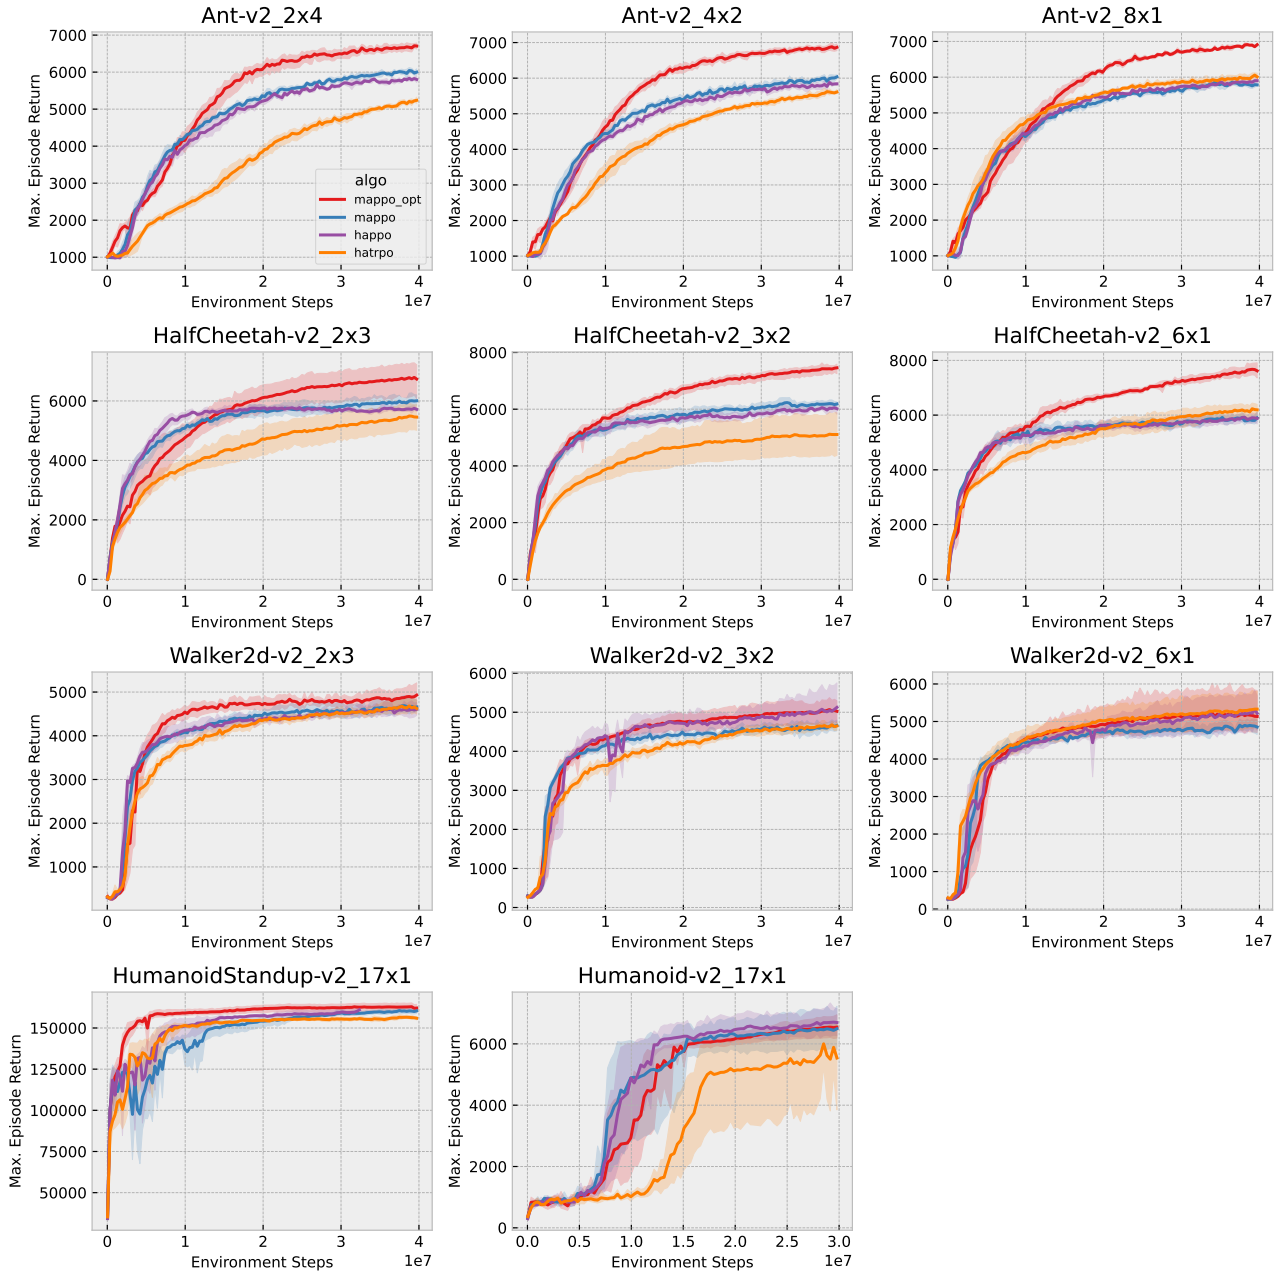 Ant-v2_2x4
Max. Episode Return
7000
6000
5000
4000
3000
2000
1000
algo
mappo_opt
mappo
happo
hatrpo
0 1 2 3 4
1e7
Environment Steps
Ant-v2_4x2
Max. Episode Return
7000
6000
5000
4000
3000
2000
1000
0 1 2 3 4
1e7
Environment Steps
Ant-v2_8x1
Max. Episode Return
7000
6000
5000
4000
3000
2000
1000
0 1 2 3 4
1e7
Environment Steps
HalfCheetah-v2_2x3
Max. Episode Return
6000
4000
2000
0
0 1 2 3 4
1e7
Environment Steps
HalfCheetah-v2_3x2
Max. Episode Return
8000
6000
4000
2000
0
0 1 2 3 4
1e7
Environment Steps
HalfCheetah-v2_6x1
Max. Episode Return
8000
6000
4000
2000
0
0 1 2 3 4
1e7
Environment Steps
Walker2d-v2_2x3
Max. Episode Return
5000
4000
3000
2000
1000
0 1 2 3 4
1e7
Environment Steps
Walker2d-v2_3x2
Max. Episode Return
6000
5000
4000
3000
2000
1000
0
0 1 2 3 4
1e7
Environment Steps
Walker2d-v2_6x1
Max. Episode Return
6000
5000
4000
3000
2000
1000
0
0 1 2 3 4
1e7
Environment Steps
HumanoidStandup-v2_17x1
Max. Episode Return
150000
125000
100000
75000
50000
0 1 2 3 4
1e7
Environment Steps
Humanoid-v2_17x1
Max. Episode Return
6000
4000
2000
0
0.0 0.5 1.0 1.5 2.0 2.5 3.0
1e7
Environment Steps